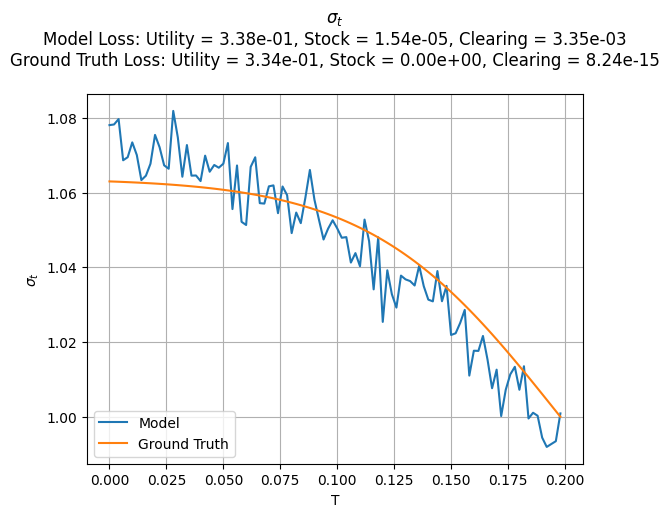 σt
Model Loss: Utility = 3.38e-01, Stock = 1.54e-05, Clearing = 3.35e-03
Ground Truth Loss: Utility = 3.34e-01, Stock = 0.00e+00, Clearing = 8.24e-15
1.08
1.06
1.04
1.02
1.00
σt
Model
Ground Truth
0.000 0.025 0.050 0.075 0.100 0.125 0.150 0.175 0.200
T